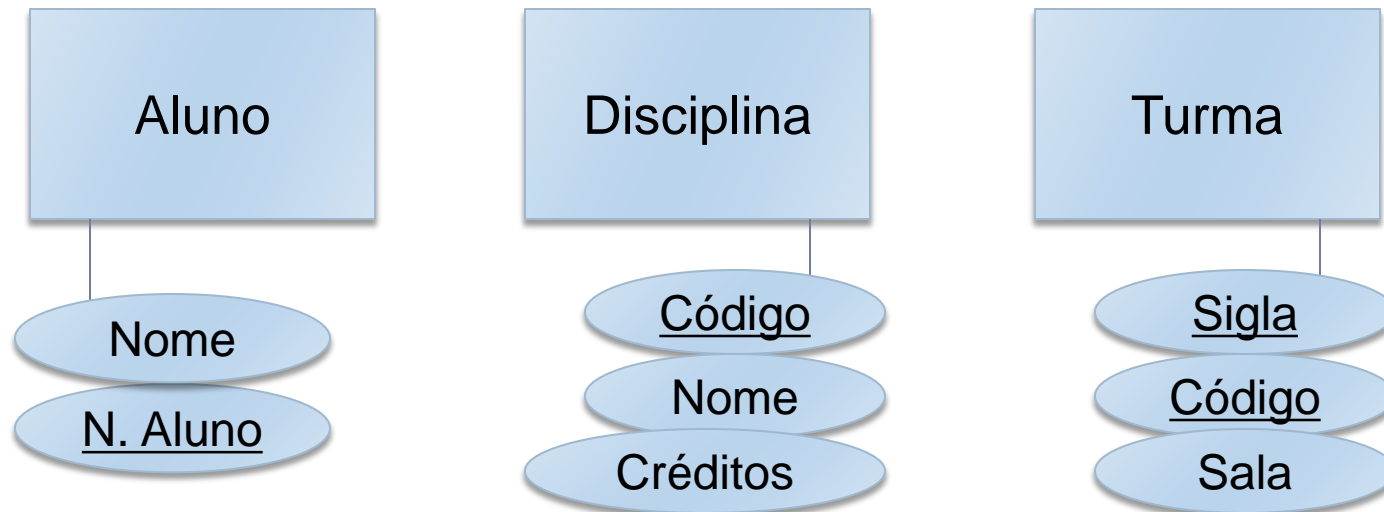 Aluno
Disciplina
Turma
Nome
N. Aluno
Código
Nome
Créditos
Sigla
Código
Sala